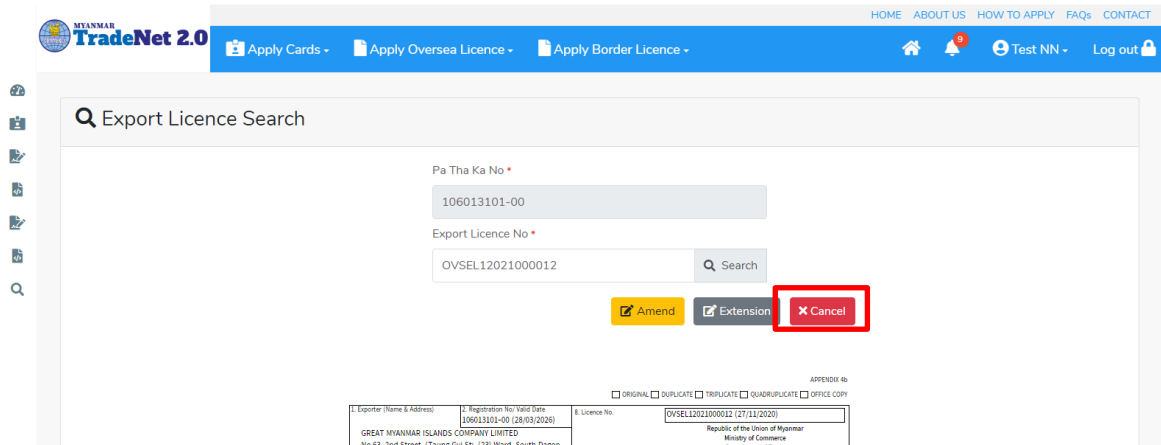 HOME ABOUT US HOW TO APPLY FAQs CONTACT
MYANMAR
TradeNet 2.0
Apply Cards
Apply Oversea Licence
Apply Border Licence
9
Test NN
Log out
Export Licence Search
Pa Tha Ka No *
106013101-00
Export Licence No *
OVSEL12021000012
Search
Amend
Extension
Cancel
APPENDIX 4b
ORIGINAL DUPLICATE TRIPLICATE QUADRUPLICATE OFFICE COPY
1. Exporter (Name & Address)
2. Registration No/ Valid Date
106013101-00 (28/03/2026)
8. Licence No.
OVSEL12021000012 (27/11/2020)
GREAT MYANMAR ISLANDS COMPANY LIMITED
Republic of the Union of Myanmar
Ministry of Commerce